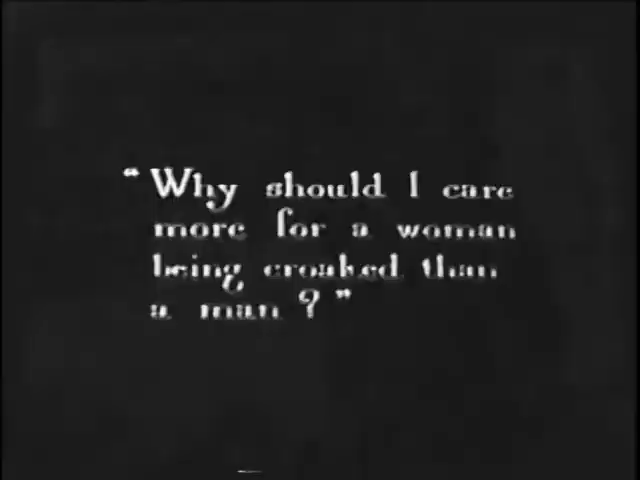 "Why should I care
more for a woman
being croaked than
a man?"